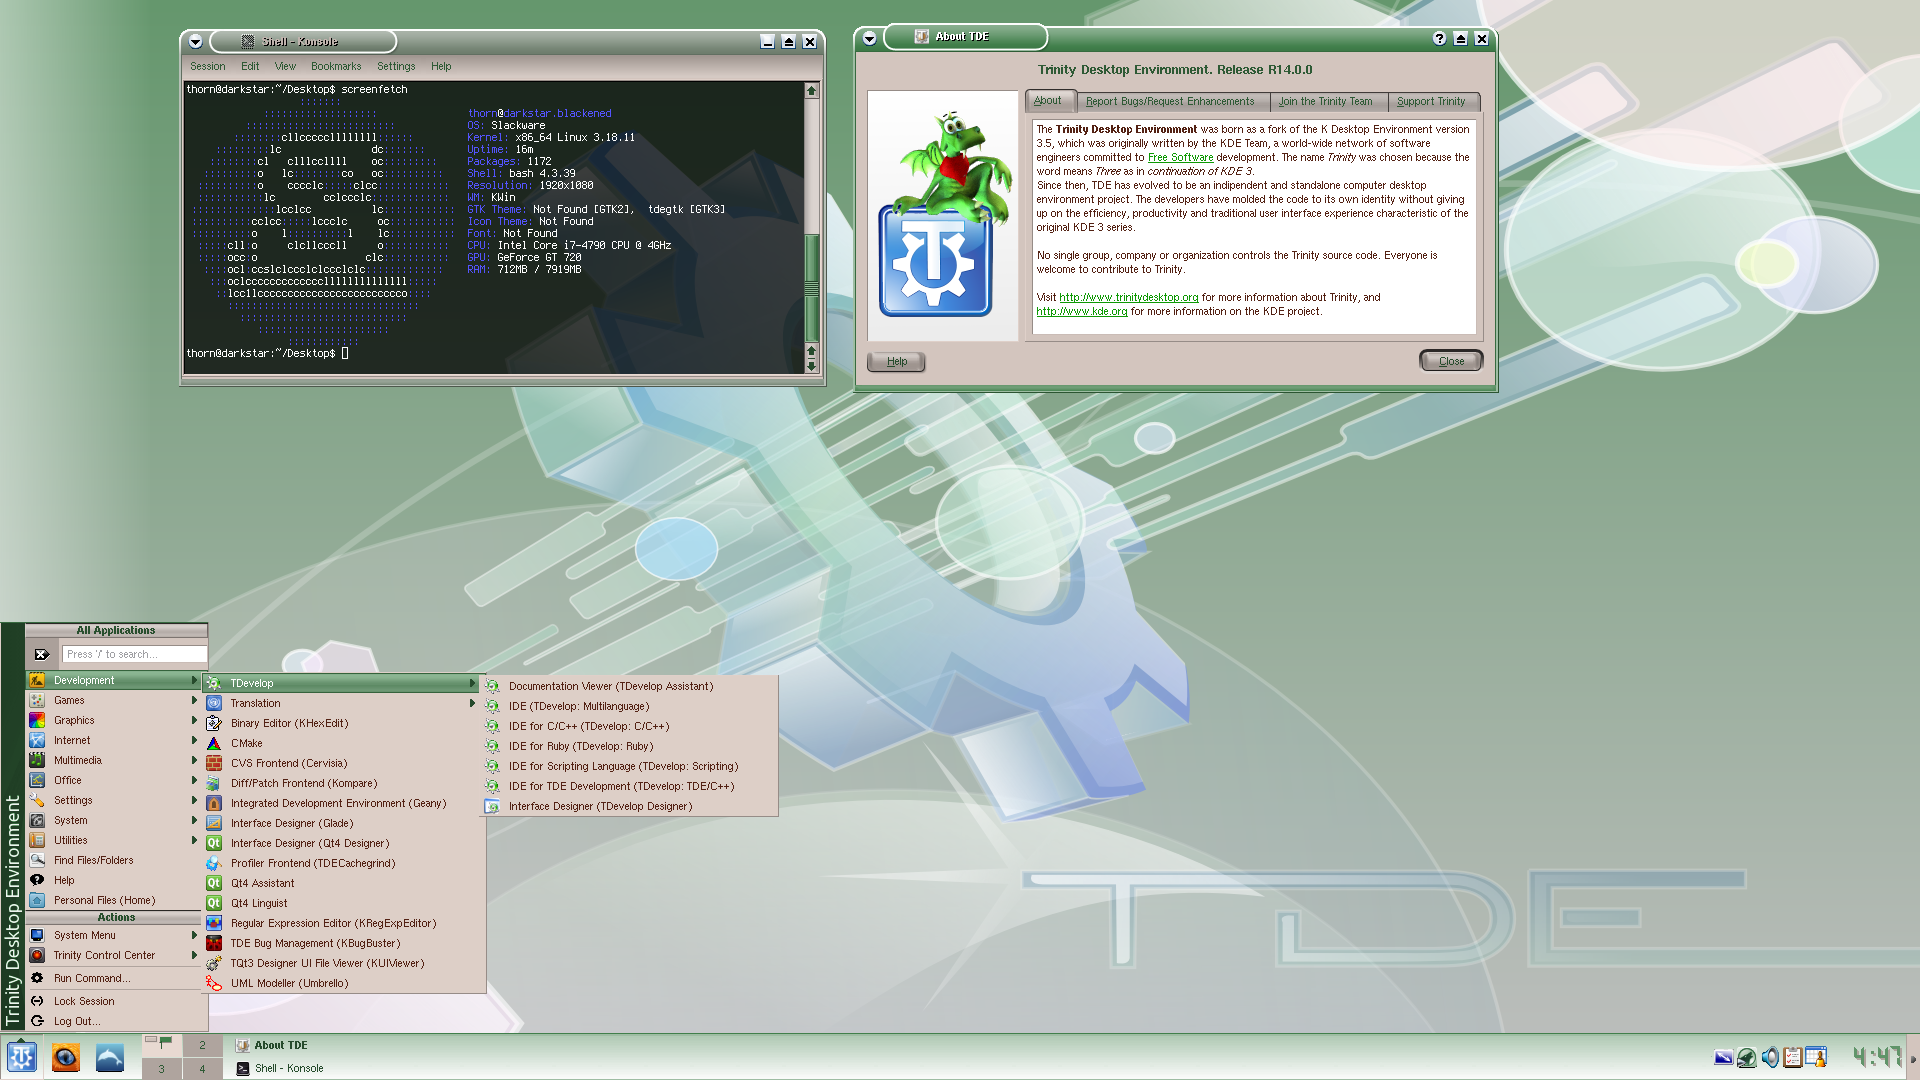 Shell - Konsole
Session Edit View Bookmarks Settings Help
thorn@darkstar:~/Desktop$ screenfetch
thorn@darkstar.blackened
OS: Slackware
Kernel: x86_64 Linux 3.18.11
Uptime: 16m
Packages: 1172
Shell: bash 4.3.39
Resolution: 1920x1080
WM: KWin
GTK Theme: Not Found [GTK2], tdegtk [GTK3]
Icon Theme: Not Found
Font: Not Found
CPU: Intel Core i7-4790 CPU @ 4GHz
GPU: GeForce GT 720
RAM: 712MB / 7919MB
thorn@darkstar:~/Desktop$
About TDE
Trinity Desktop Environment. Release R14.0.0
About Report Bugs/Request Enhancements Join the Trinity Team Support Trinity
The Trinity Desktop Environment was born as a fork of the K Desktop Environment version
3.5, which was originally written by the KDE Team, a world-wide network of software
engineers committed to Free Software development. The name Trinity was chosen because the
word means Three as in continuation of KDE 3.
Since then, TDE has evolved to be an indipendent and standalone computer desktop
environment project. The developers have molded the code to its own identity without giving
up on the efficiency, productivity and traditional user interface experience characteristic of the
original KDE 3 series.
No single group, company or organization controls the Trinity source code. Everyone is
welcome to contribute to Trinity.
Visit http://www.trinitydesktop.org for more information about Trinity, and
http://www.kde.org for more information on the KDE project.
Help Close
Trinity Desktop Environment
All Applications
Press '/' to search...
Development
Games
Graphics
Internet
Multimedia
Office
Settings
System
Utilities
Find Files/Folders
Help
Personal Files (Home)
Actions
System Menu
Trinity Control Center
Run Command...
Lock Session
Log Out...
TDevelop
Translation
Binary Editor (KHexEdit)
CMake
CVS Frontend (Cervisia)
Diff/Patch Frontend (Kompare)
Integrated Development Environment (Geany)
Interface Designer (Glade)
Interface Designer (Qt4 Designer)
Profiler Frontend (TDECachegrind)
Qt4 Assistant
Qt4 Linguist
Regular Expression Editor (KRegExpEditor)
TDE Bug Management (KBugBuster)
TQt3 Designer UI File Viewer (KUIViewer)
UML Modeller (Umbrello)
Documentation Viewer (TDevelop Assistant)
IDE (TDevelop: Multilanguage)
IDE for C/C++ (TDevelop: C/C++)
IDE for Ruby (TDevelop: Ruby)
IDE for Scripting Language (TDevelop: Scripting)
IDE for TDE Development (TDevelop: TDE/C++)
Interface Designer (TDevelop Designer)
TDE
2
3 4
About TDE
Shell - Konsole
4:47